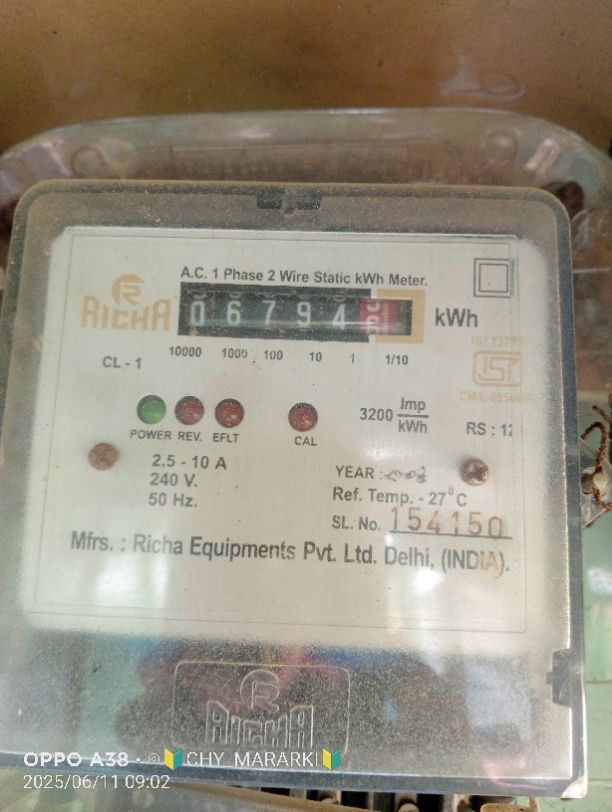 A.C. 1 Phase 2 Wire Static kWh Meter.
RICHA
0 6 7 9 4 kWh
10000 1000 100 10 1 1/10
CL - 1
IS
3200 Imp/kWh
RS : 12
POWER REV. EFLT CAL
2.5 - 10 A
240 V.
50 Hz.
YEAR :
Ref. Temp. - 27°C
SL. No. 154150
Mfrs. : Richa Equipments Pvt. Ltd. Delhi, (INDIA).
RICHA
OPPO A38 · @🔰CHY MARARKI🔰
2025/06/11 09:02